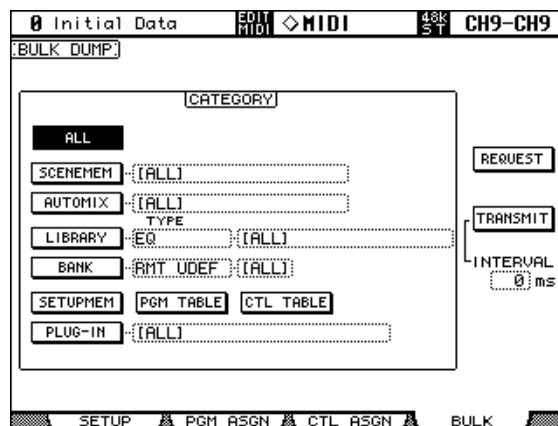 0 Initial Data EDIT MIDI ◇MIDI 48K ST CH9-CH9
BULK DUMP
CATEGORY
ALL
SCENEMEM [ALL]
REQUEST
AUTOMIX [ALL]
TYPE
LIBRARY EQ [ALL]
TRANSMIT
BANK RMT UDEF [ALL]
INTERVAL
0 ms
SETUPMEM PGM TABLE CTL TABLE
PLUG-IN [ALL]
SETUP PGM ASGN CTL ASGN BULK